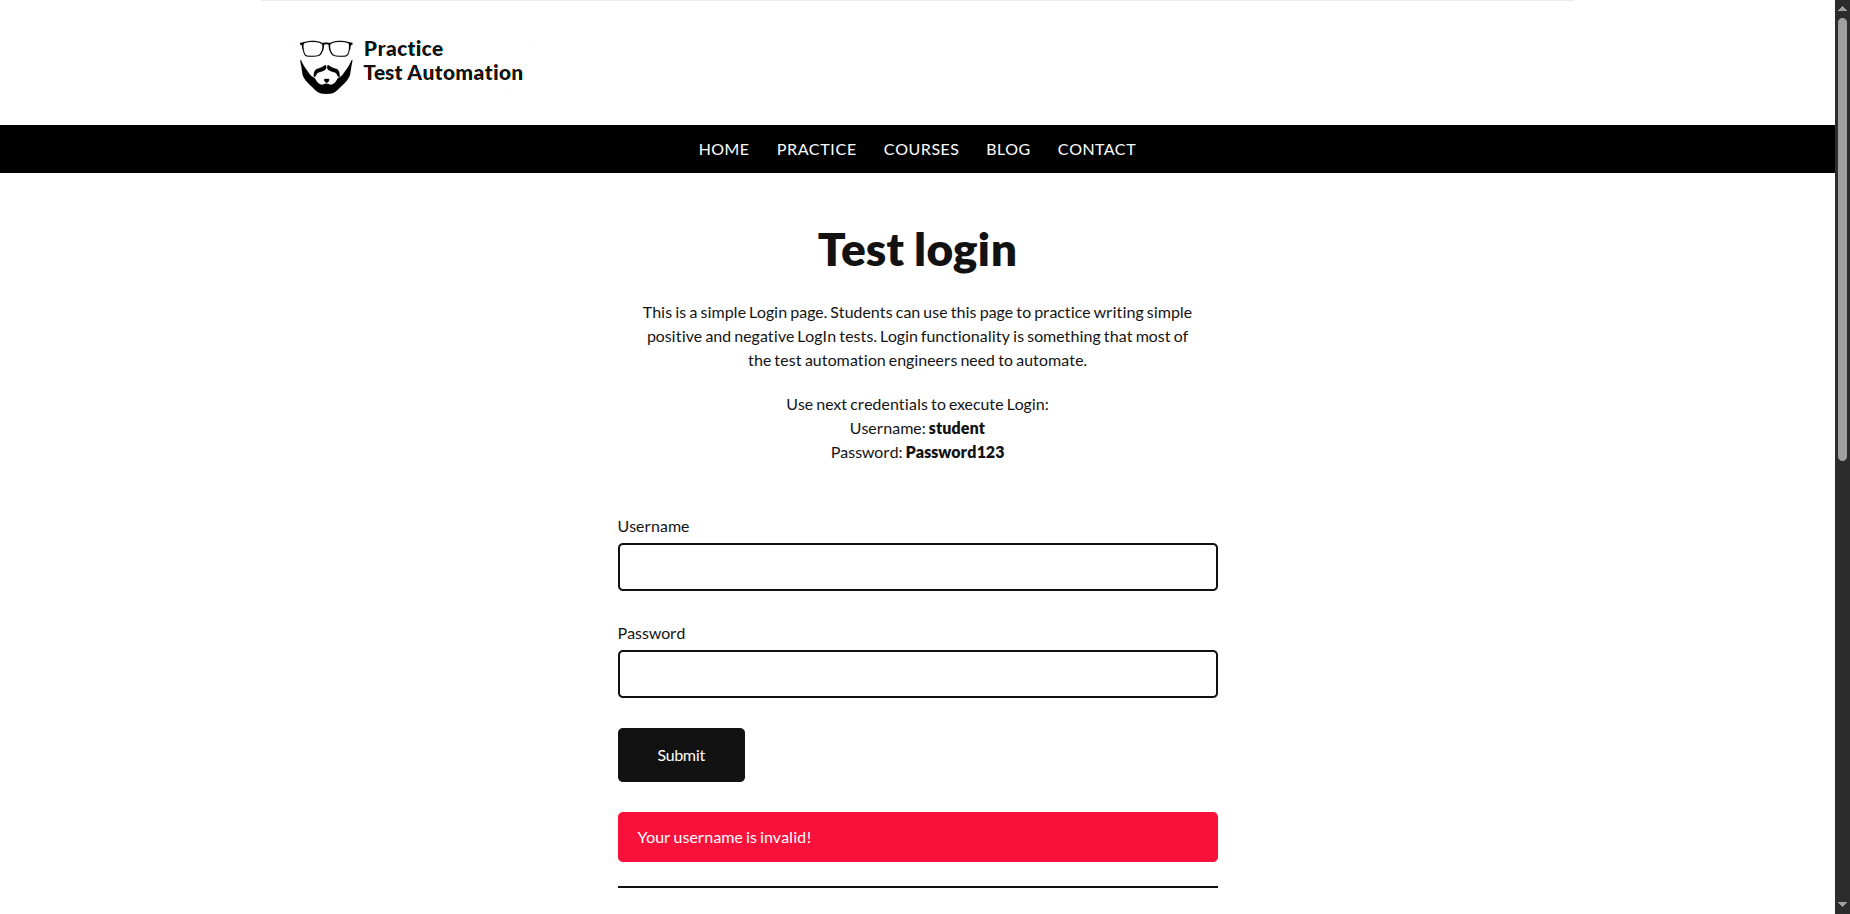 Practice
Test Automation
HOME PRACTICE COURSES BLOG CONTACT
Test login
This is a simple Login page. Students can use this page to practice writing simple
positive and negative LogIn tests. Login functionality is something that most of
the test automation engineers need to automate.
Use next credentials to execute Login:
Username: student
Password: Password123
Username
Password
Submit
Your username is invalid!